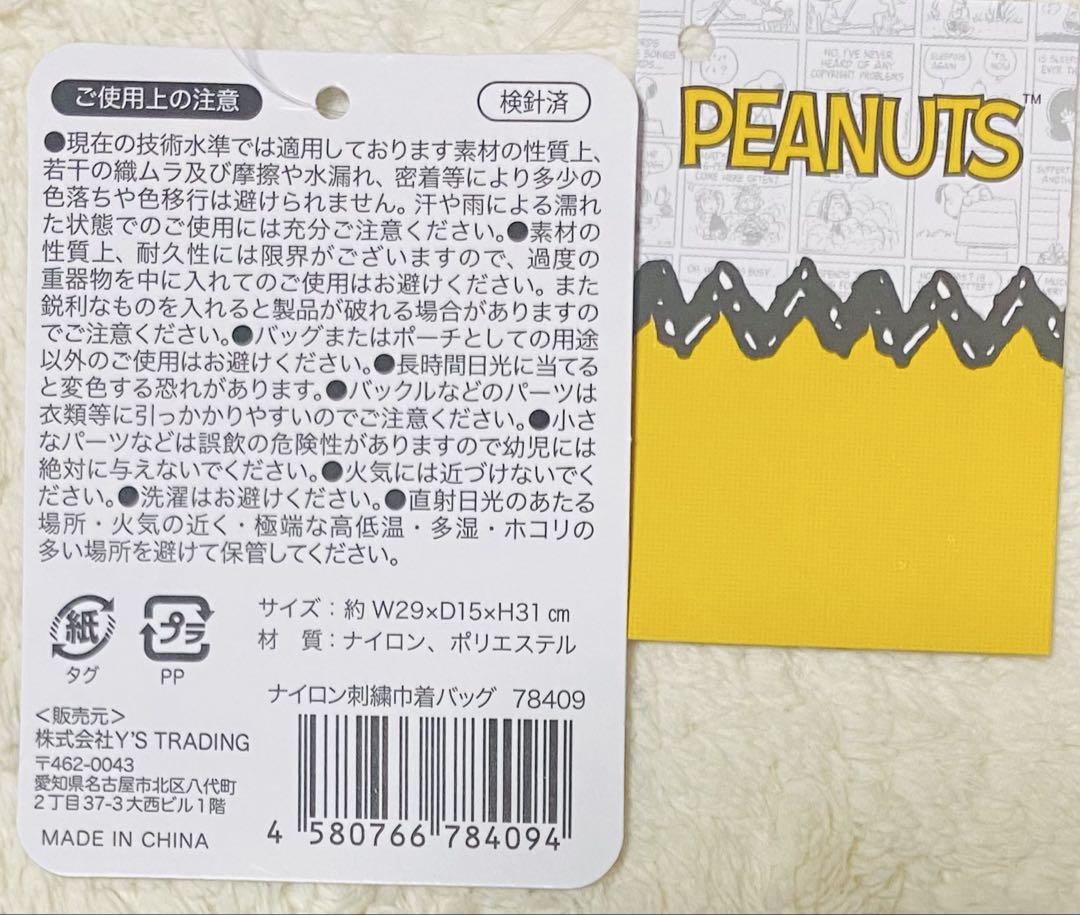 ご使用上の注意
検針済
●現在の技術水準では適用しております素材の性質上、
若干の織ムラ及び摩擦や水漏れ、密着等により多少の
色落ちや色移行は避けられません。汗や雨による濡れ
た状態でのご使用には充分ご注意ください。●素材の
性質上、耐久性には限界がございますので、過度の
重器物を中に入れてのご使用はお避けください。また
鋭利なものを入れると製品が破れる場合があります​の
でご注意ください。●バッグまたはポーチとしての用途
以外のご使用はお避けください。●長時間日光に当てる
と変色する恐れがあります。●バックルなどのパーツは
衣類等に引っかかりやすいのでご注意ください。●小さ
なパーツなどは誤飲の危険性がありますので幼児には
絶対に与えないでください。●火気には近づけないでく
ださい。●洗濯はお避けください。●直射日光のあたる
場所・火気の近く・極端な高低温・多湿・ホコリの
多い場所を避けて保管してください。
紙
タグ
プラ
PP
サイズ：約 W29×D15×H31㎝
材　質：ナイロン、ポリエステル
ナイロン刺繍巾着バッグ 78409
＜販売元＞
株式会社Y'S TRADING
〒462-0043
愛知県名古屋市北区八代町
2丁目37-3大西ビル1階
MADE IN CHINA
4 580766 784094
NO, I'VE NEVER
HEARD OF ANY
COPYRIGHT PROBLEMS
PEANUTS™
COME HERE OFTEN